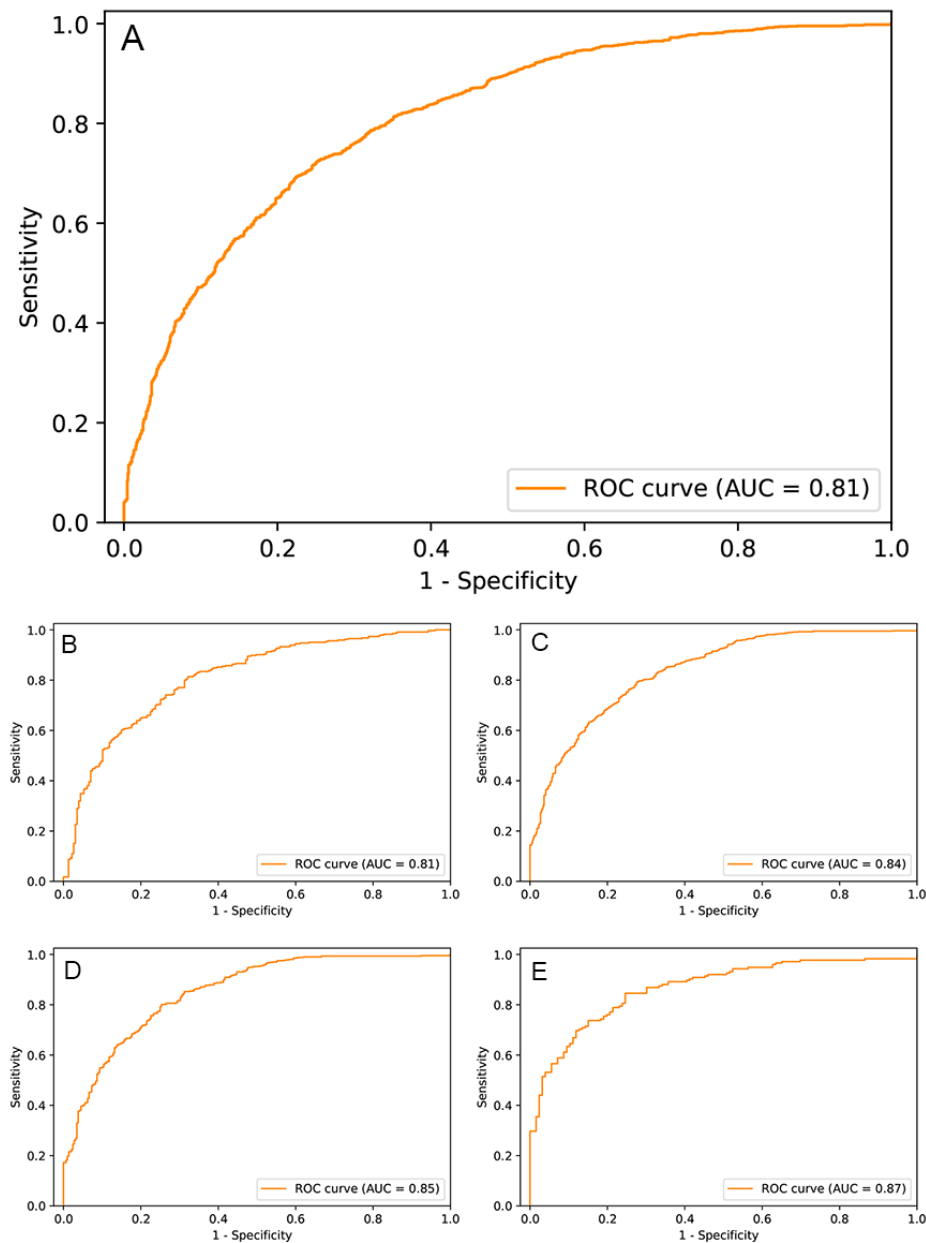 A
1.0
0.8
0.6
0.4
0.2
0.0
Sensitivity
ROC curve (AUC = 0.81)
0.0 0.2 0.4 0.6 0.8 1.0
1 - Specificity
B
1.0
0.8
0.6
0.4
0.2
0.0
Sensitivity
ROC curve (AUC = 0.81)
0.0 0.2 0.4 0.6 0.8 1.0
1 - Specificity
C
1.0
0.8
0.6
0.4
0.2
0.0
Sensitivity
ROC curve (AUC = 0.84)
0.0 0.2 0.4 0.6 0.8 1.0
1 - Specificity
D
1.0
0.8
0.6
0.4
0.2
0.0
Sensitivity
ROC curve (AUC = 0.85)
0.0 0.2 0.4 0.6 0.8 1.0
1 - Specificity
E
1.0
0.8
0.6
0.4
0.2
0.0
Sensitivity
ROC curve (AUC = 0.87)
0.0 0.2 0.4 0.6 0.8 1.0
1 - Specificity